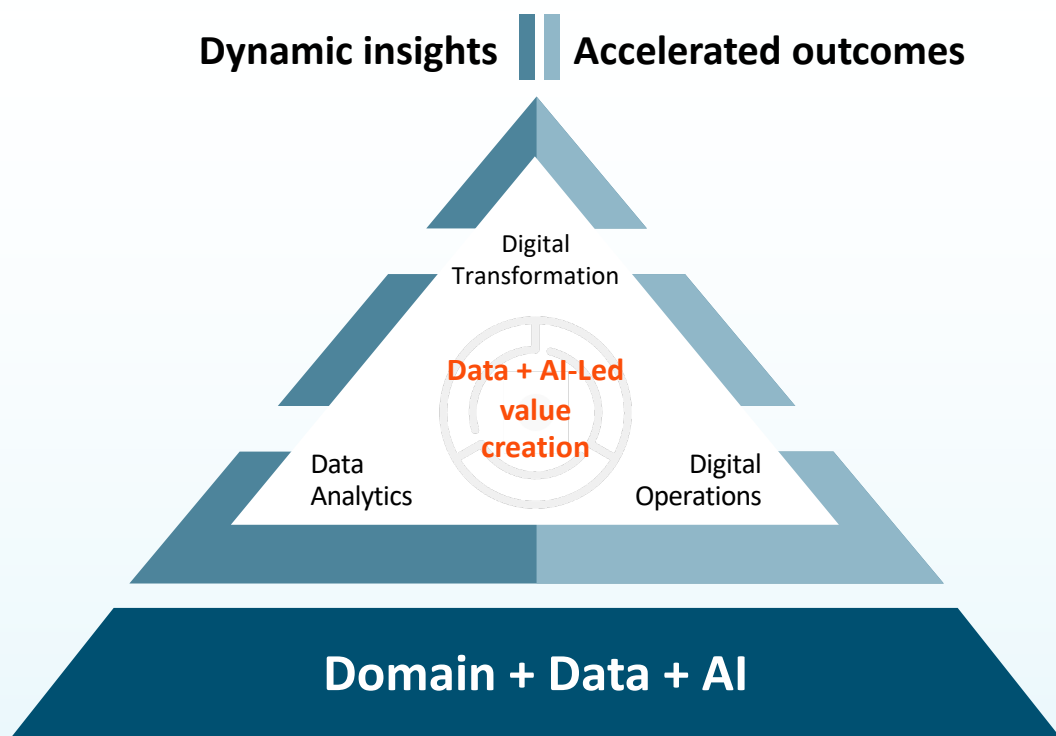 Dynamic insights
Accelerated outcomes
Digital
Transformation
Data + AI-Led
value
creation
Data
Analytics
Digital
Operations
Domain + Data + AI